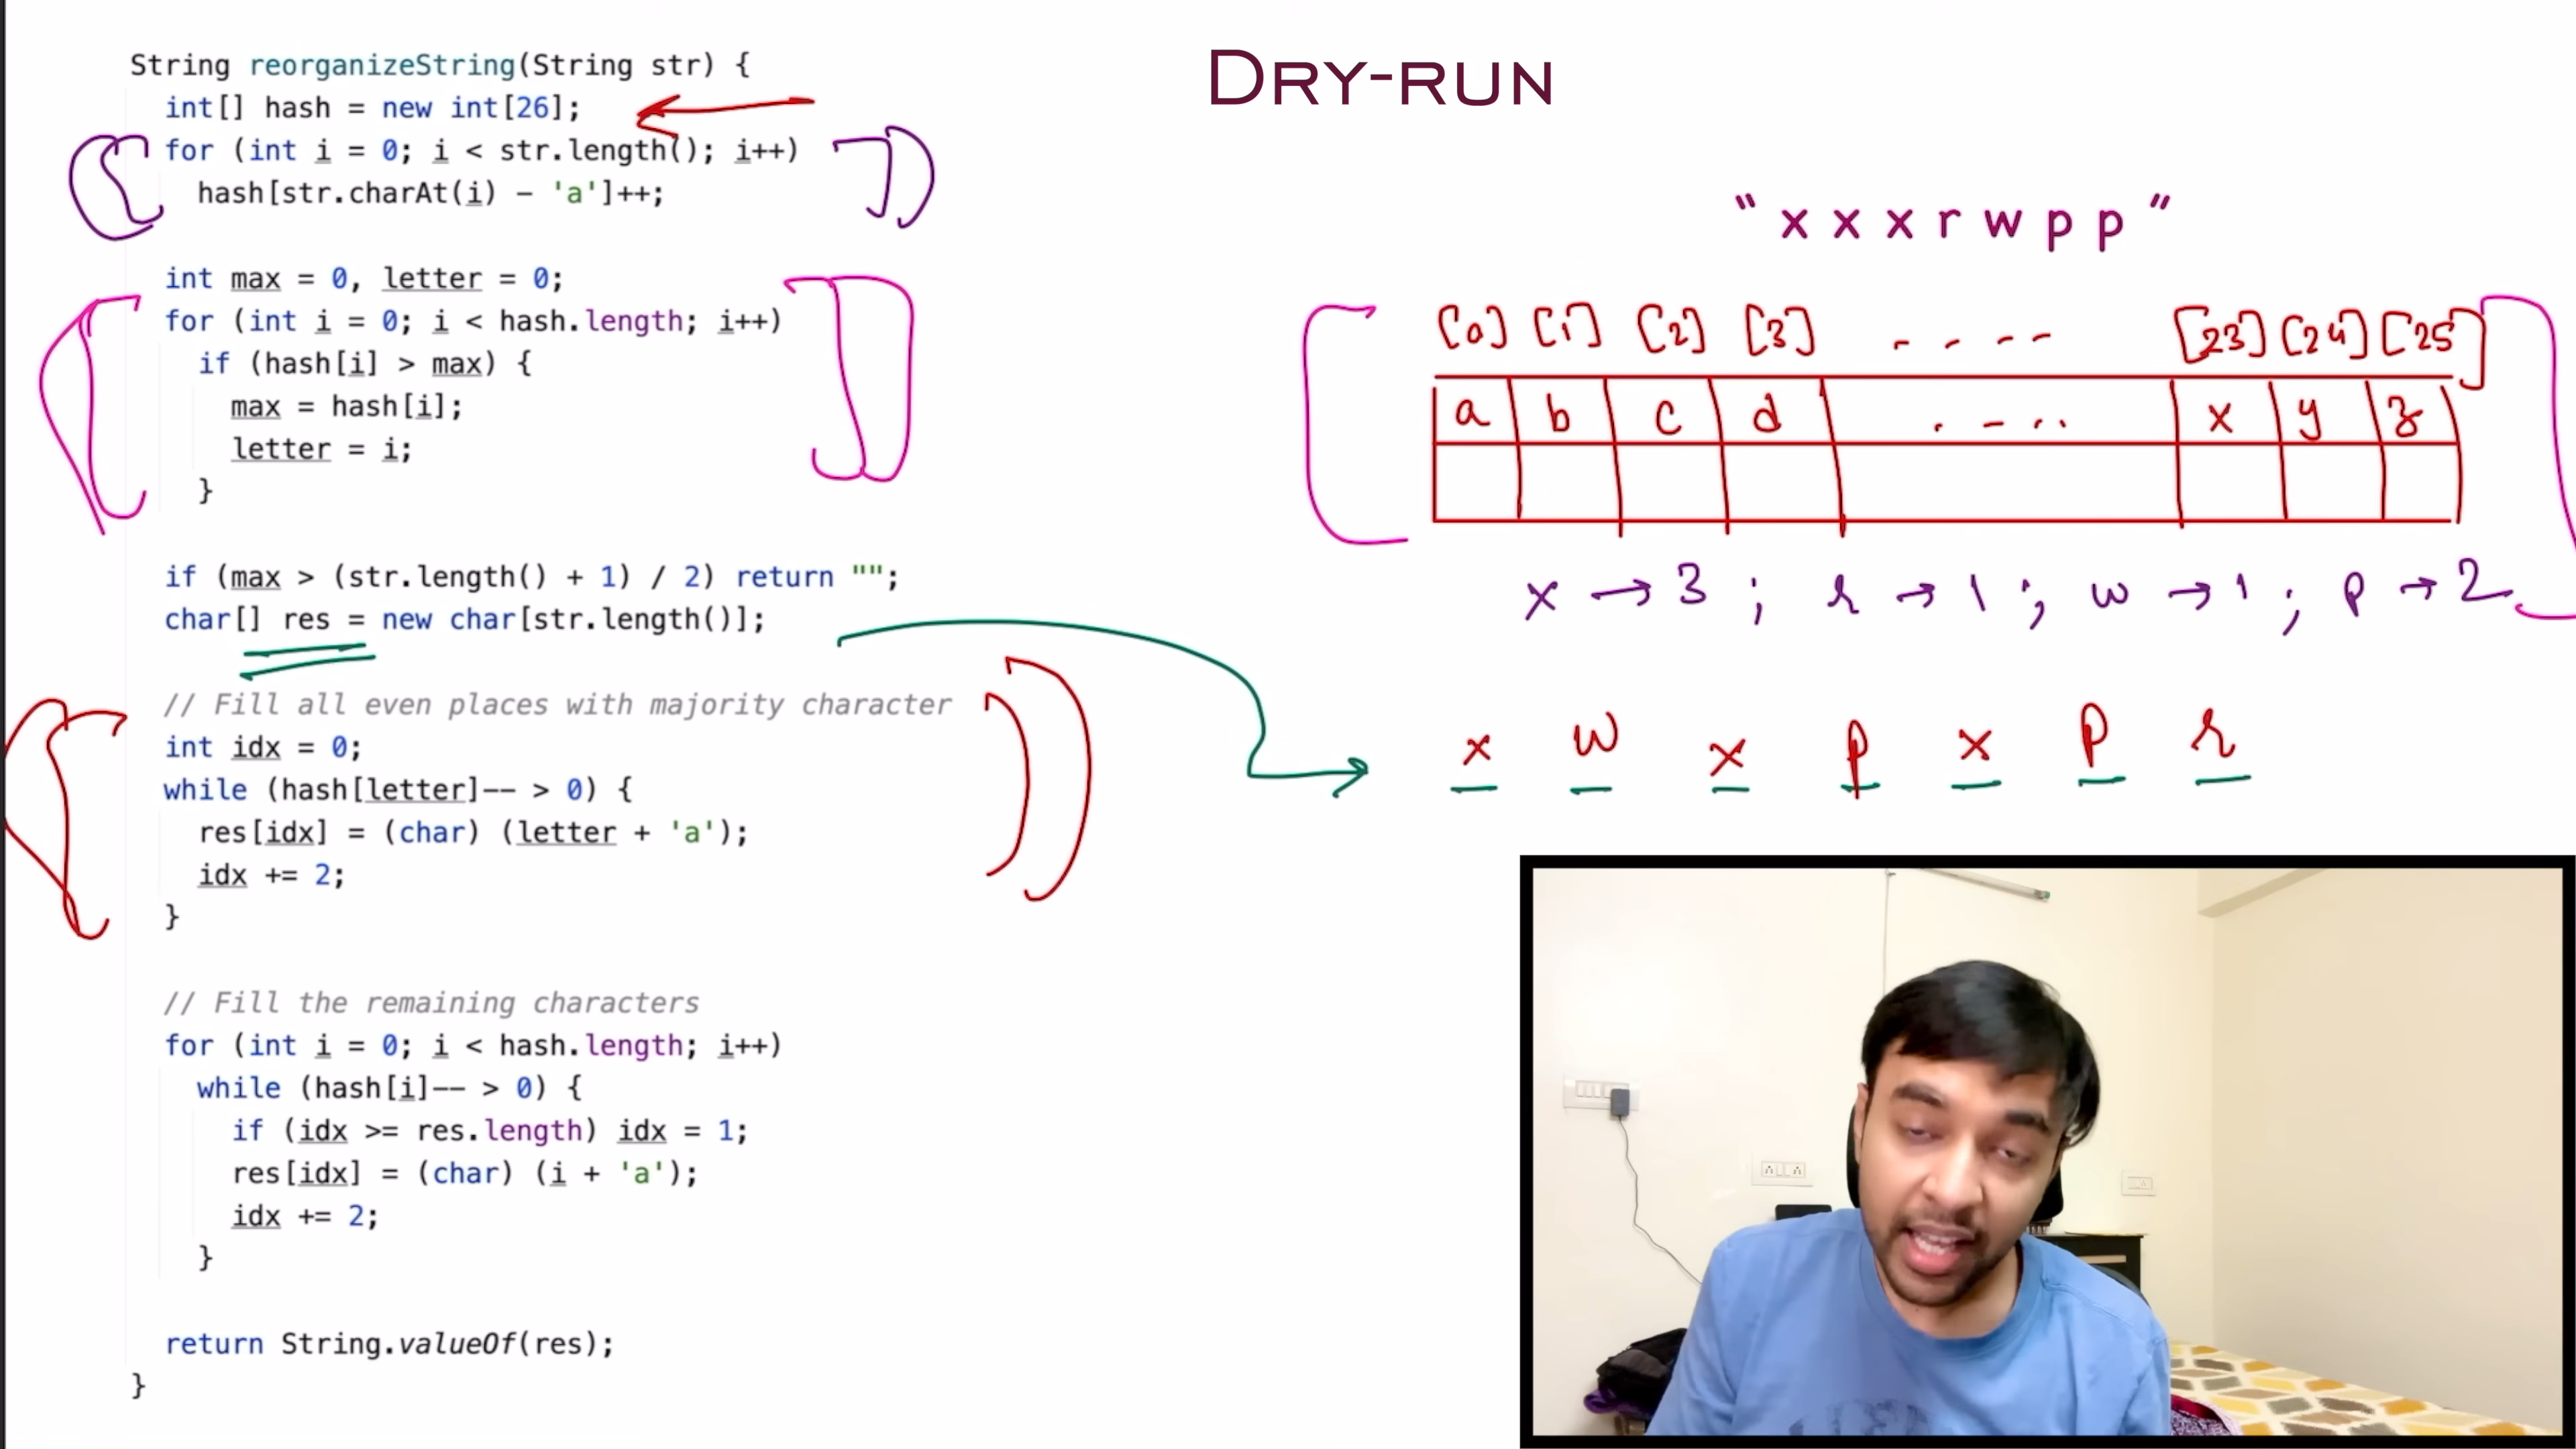 DRY-RUN
String reorganizeString(String str) {
int[] hash = new int[26];
for (int i = 0; i < str.length(); i++)
hash[str.charAt(i) - 'a']++;
int max = 0, letter = 0;
for (int i = 0; i < hash.length; i++)
if (hash[i] > max) {
max = hash[i];
letter = i;
}
if (max > (str.length() + 1) / 2) return "";
char[] res = new char[str.length()];
// Fill all even places with majority character
int idx = 0;
while (hash[letter]-- > 0) {
res[idx] = (char) (letter + 'a');
idx += 2;
}
// Fill the remaining characters
for (int i = 0; i < hash.length; i++)
while (hash[i]-- > 0) {
if (idx >= res.length) idx = 1;
res[idx] = (char) (i + 'a');
idx += 2;
}
return String.valueOf(res);
}
"x x x r w p p"
[0] [1] [2] [3] . - - - [23] [24] [25]
a b c d . - . . x y z
x → 3 ; r → 1 ; w → 1 ; p → 2
x w x p x p r